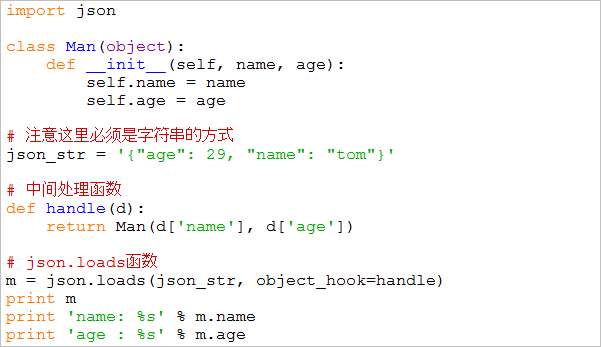 import json
class Man(object):
    def __init__(self, name, age):
        self.name = name
        self.age = age
# 注意这里必须是字符串的方式
json_str = '{"age": 29, "name": "tom"}'
# 中间处理函数
def handle(d):
    return Man(d['name'], d['age'])
# json.loads函数
m = json.loads(json_str, object_hook=handle)
print m
print 'name: %s' % m.name
print 'age : %s' % m.age